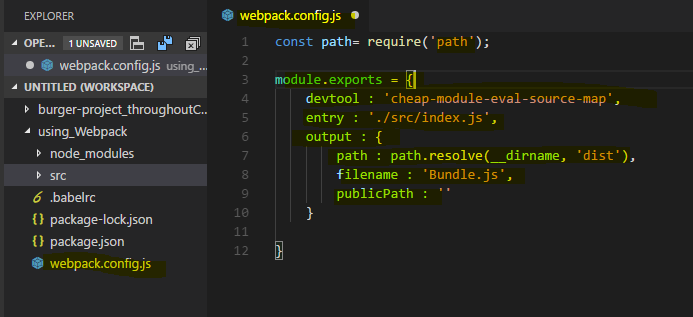 EXPLORER
OPE... 1 UNSAVED
webpack.config.js using_...
UNTITLED (WORKSPACE)
burger-project_throughoutC...
using_Webpack
node_modules
src
.babelrc
package-lock.json
package.json
webpack.config.js
webpack.config.js
1 const path= require('path');
2
3 module.exports = {
4 devtool : 'cheap-module-eval-source-map',
5 entry : './src/index.js',
6 output : {
7 path : path.resolve(__dirname, 'dist'),
8 filename : 'Bundle.js',
9 publicPath : ''
10 }
11
12 }